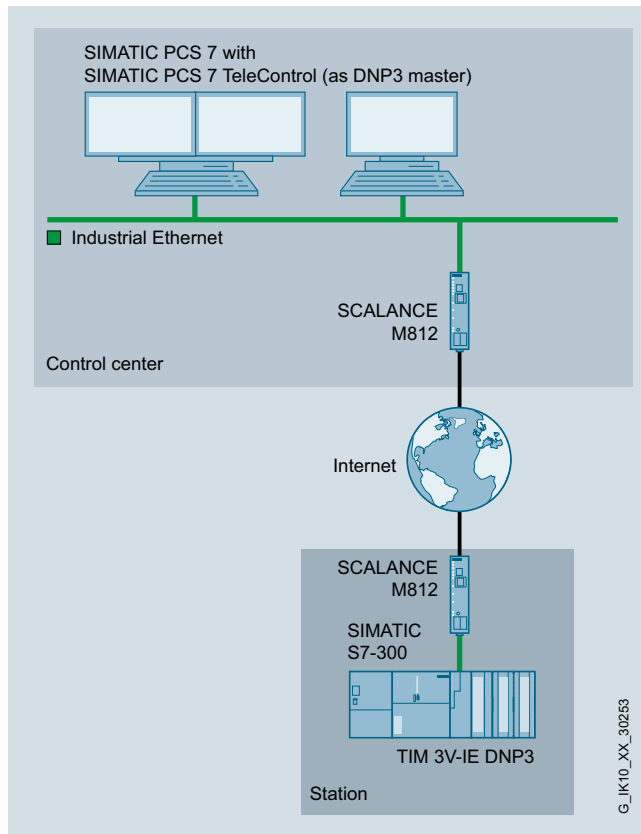 SIMATIC PCS 7 with
SIMATIC PCS 7 TeleControl (as DNP3 master)
Industrial Ethernet
SCALANCE
M812
Control center
Internet
SCALANCE
M812
SIMATIC
S7-300
TIM 3V-IE DNP3
Station
G_IK10_XX_30253